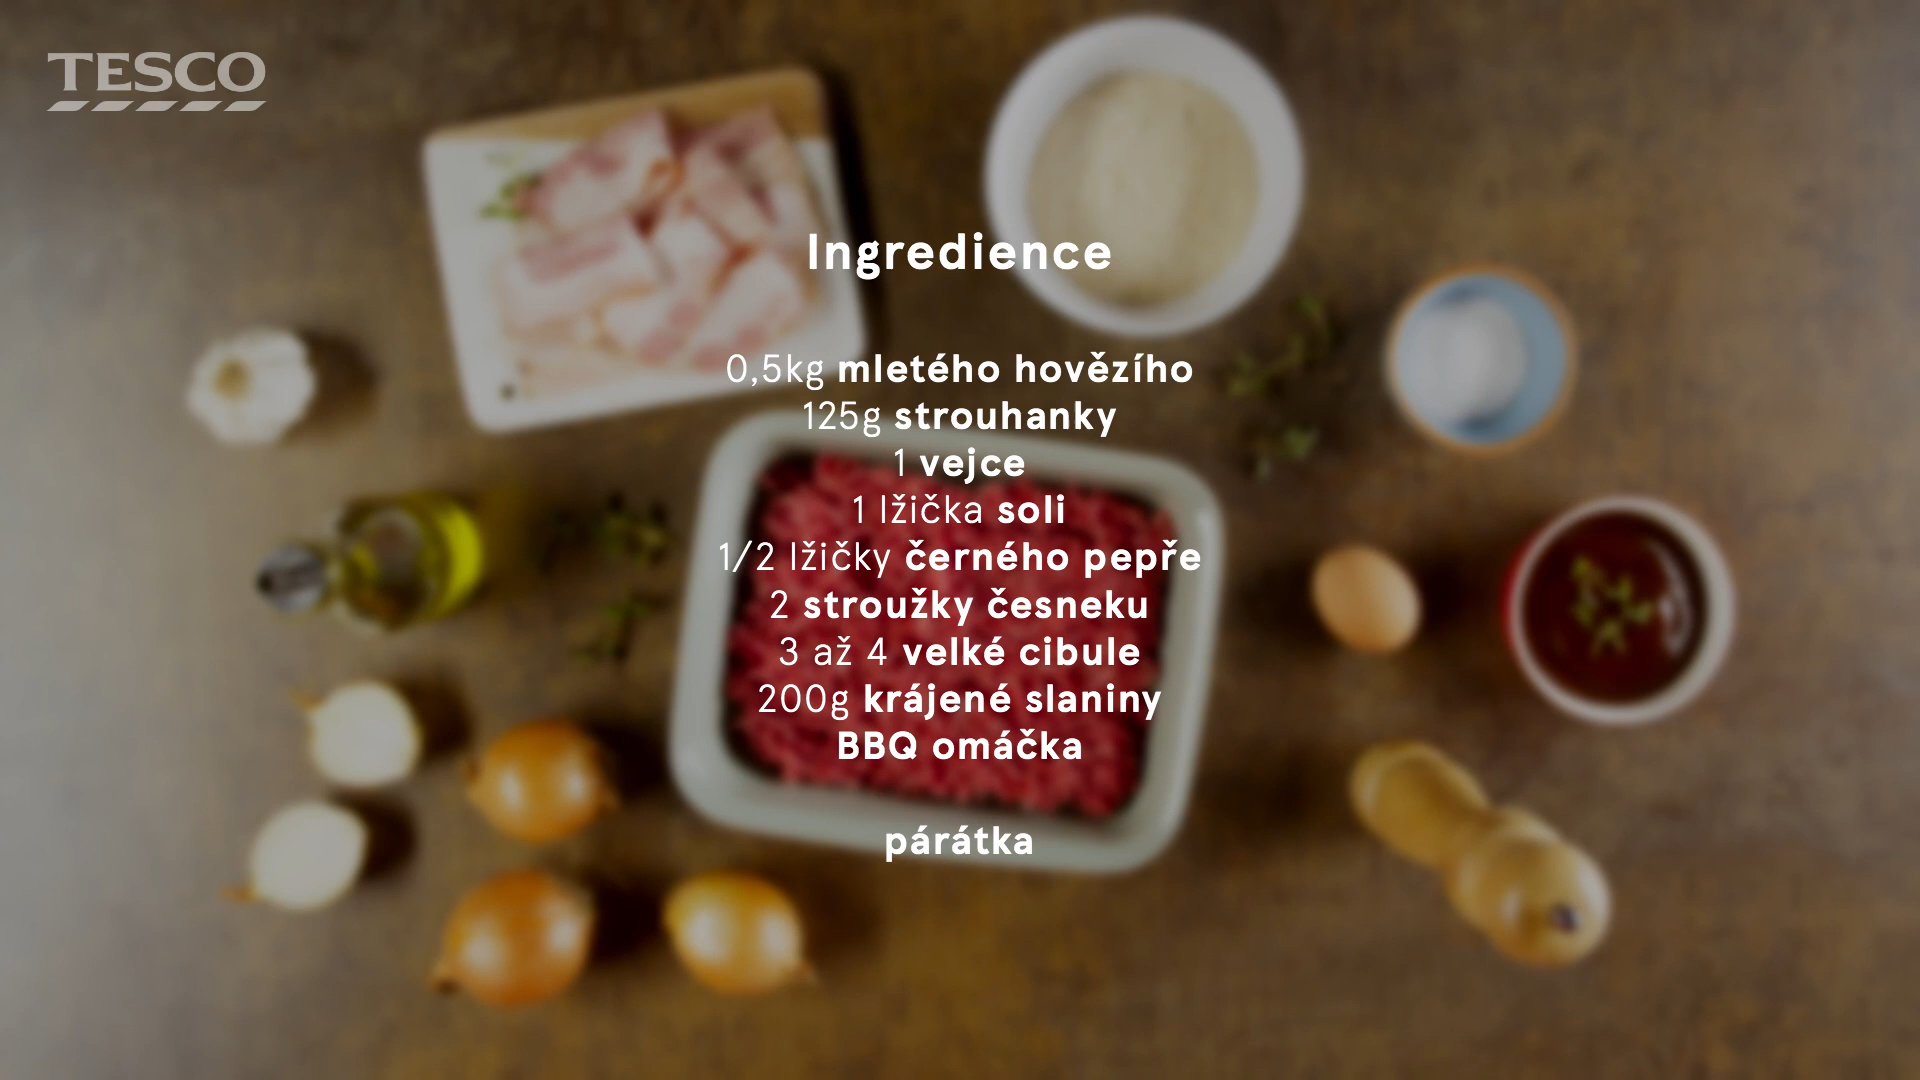 TESCO
Ingredience
0,5kg mletého hovězího
125g strouhanky
1 vejce
1 lžička soli
1/2 lžičky černého pepře
2 stroužky česneku
3 až 4 velké cibule
200g krájené slaniny
BBQ omáčka
párátka